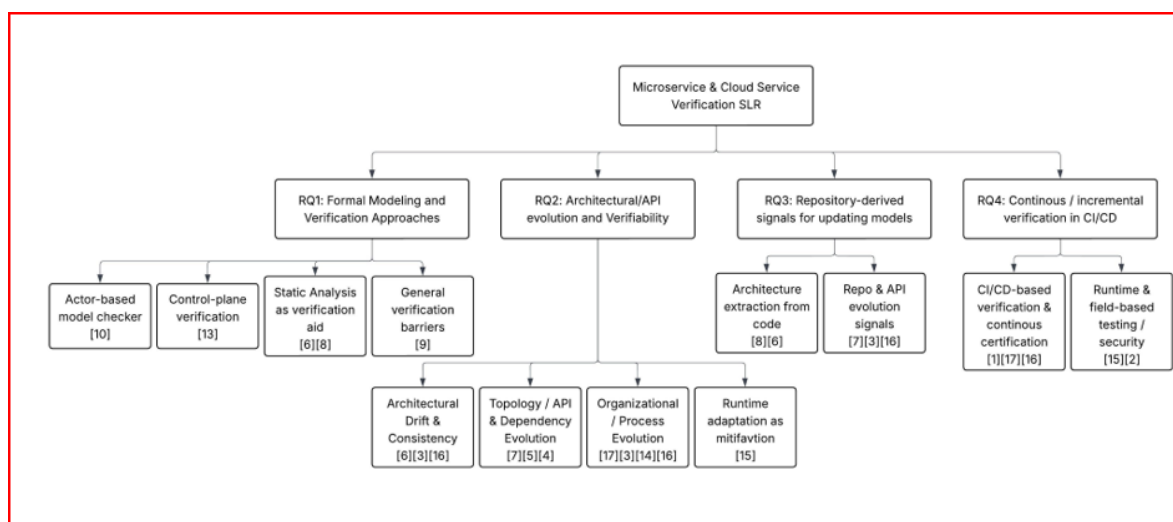 Microservice & Cloud Service
Verification SLR
RQ1: Formal Modeling and
Verification Approaches
RQ2: Architectural/API
evolution and Verifiability
RQ3: Repository-derived
signals for updating models
RQ4: Continous / incremental
verification in CI/CD
Actor-based
model checker
[10]
Control-plane
verification
[13]
Static Analysis
as verification
aid
[6][8]
General
verification
barriers
[9]
Architecture
extraction from
code
[8][6]
Repo & API
evolution
signals
[7][3][16]
CI/CD-based
verification &
continous
certification
[1][17][16]
Runtime &
field-based
testing /
security
[15][2]
Architectural
Drift &
Consistency
[6][3][16]
Topology / API
& Dependency
Evolution
[7][5][4]
Organizational
/ Process
Evolution
[17][3][14][16]
Runtime
adaptation as
mitifavtion
[15]